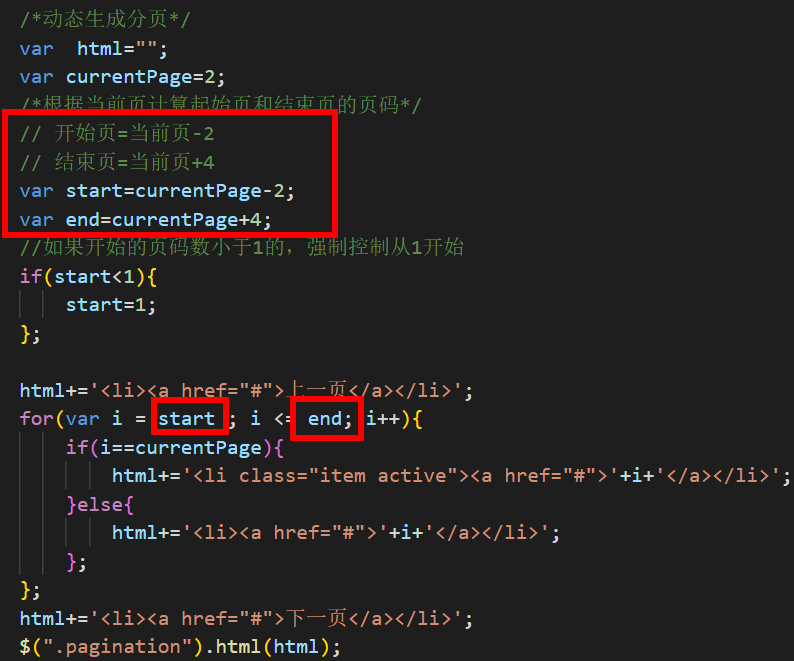 /*动态生成分页*/
var  html="";
var currentPage=2;
/*根据当前页计算起始页和结束页的页码*/
// 开始页=当前页-2
// 结束页=当前页+4
var start=currentPage-2;
var end=currentPage+4;
//如果开始的页码数小于1的，强制控制从1开始
if(start<1){
    start=1;
};
html+='<li><a href="#">上一页</a></li>';
for(var i = start ; i <= end; i++){
    if(i==currentPage){
        html+='<li class="item active"><a href="#">'+i+'</a></li>';
    }else{
        html+='<li><a href="#">'+i+'</a></li>';
    };
};
html+='<li><a href="#">下一页</a></li>';
$(".pagination").html(html);